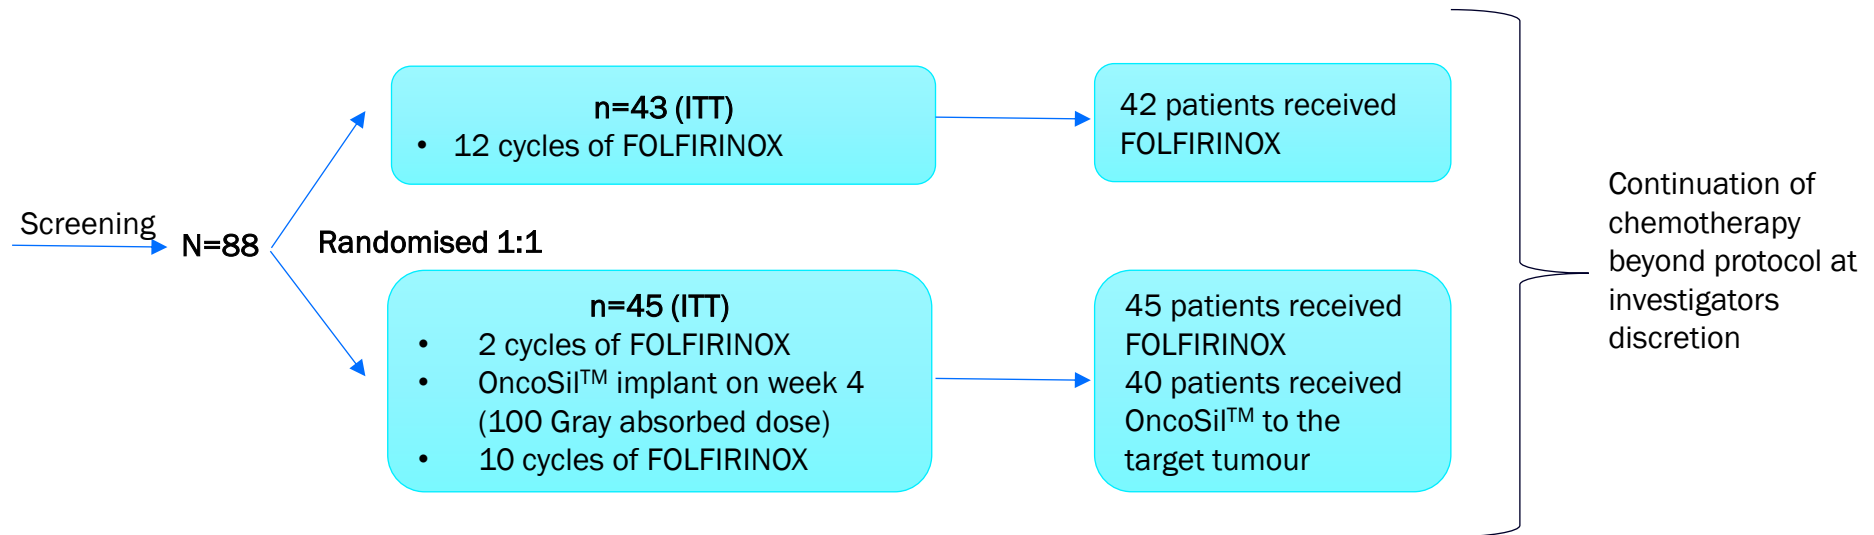 Screening
N=88
Randomised 1:1
n=43 (ITT)
• 12 cycles of FOLFIRINOX
42 patients received
FOLFIRINOX
n=45 (ITT)
• 2 cycles of FOLFIRINOX
• OncoSil™ implant on week 4
(100 Gray absorbed dose)
• 10 cycles of FOLFIRINOX
45 patients received
FOLFIRINOX
40 patients received
OncoSil™ to the
target tumour
Continuation of
chemotherapy
beyond protocol at
investigators
discretion